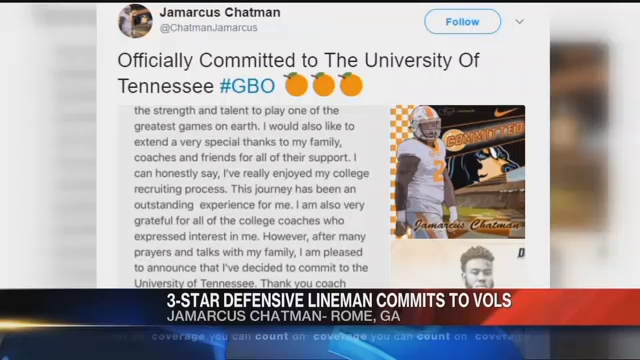 Jamarcus Chatman
@ChatmanJamarcus
Follow
Officially Committed to The University Of
Tennessee #GBO 🍊🍊🍊
the strength and talent to play one of the
greatest games on earth. I would also like to
extend a very special thanks to my family,
coaches and friends for all of their support. I
can honestly say, I've really enjoyed my college
recruiting process. This journey has been an
outstanding experience for me. I am also very
grateful for all of the college coaches who
expressed interest in me. However, after many
prayers and talks with my family, I am pleased
to announce that I've decided to commit to the
University of Tennessee. Thank you coach
COMMITTED
2
Jamarcus Chatman
D
3-STAR DEFENSIVE LINEMAN COMMITS TO VOLS
JAMARCUS CHATMAN- ROME, GA
on coverage you can count on coverage you can count on coverage